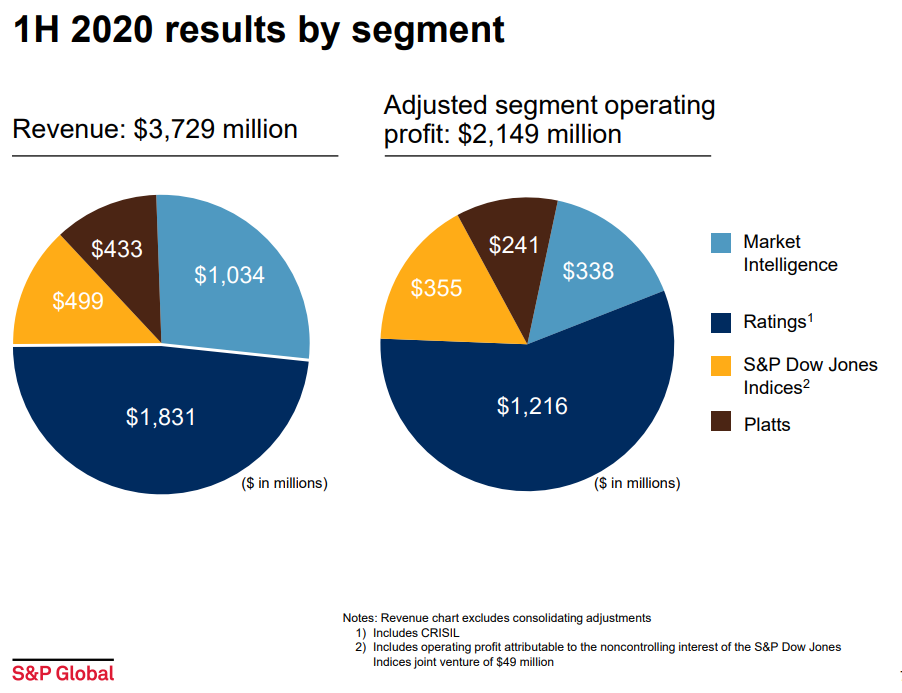 1H 2020 results by segment
Revenue: $3,729 million
Adjusted segment operating
profit: $2,149 million
$433
$1,034
$499
$1,831
($ in millions)
$241
$338
$355
$1,216
($ in millions)
Market
Intelligence
Ratings¹
S&P Dow Jones
Indices²
Platts
Notes: Revenue chart excludes consolidating adjustments
1) Includes CRISIL
2) Includes operating profit attributable to the noncontrolling interest of the S&P Dow Jones
Indices joint venture of $49 million
S&P Global